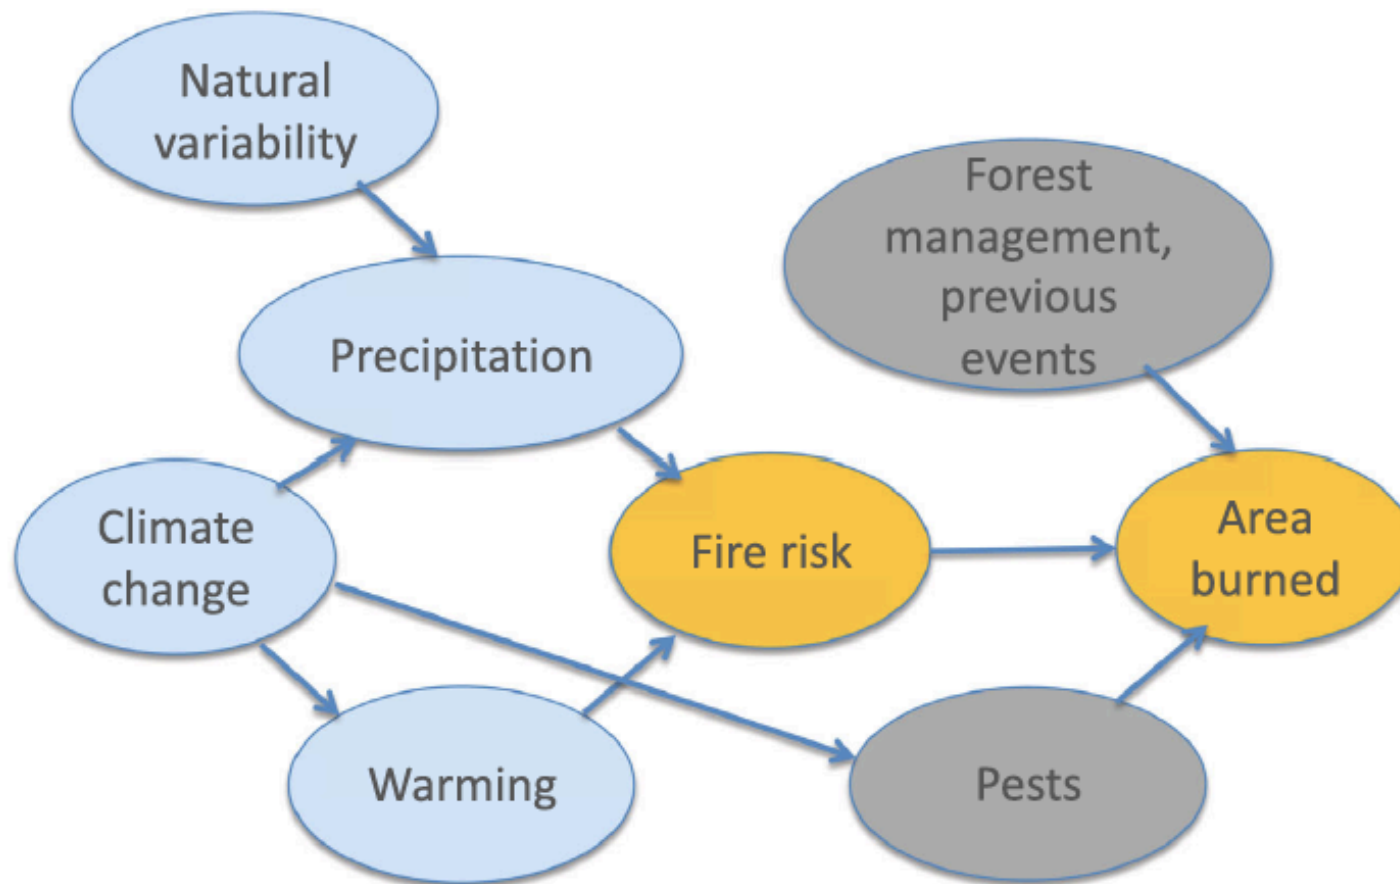 Natural
variability
Forest
management,
previous
events
Precipitation
Climate
change
Fire risk
Area
burned
Warming
Pests